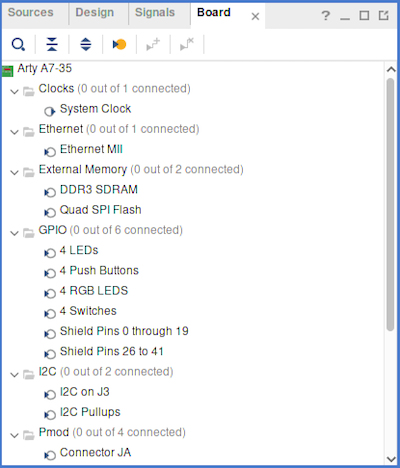 Sources Design Signals Board × ? _
Arty A7-35
Clocks (0 out of 1 connected)
System Clock
Ethernet (0 out of 1 connected)
Ethernet MII
External Memory (0 out of 2 connected)
DDR3 SDRAM
Quad SPI Flash
GPIO (0 out of 6 connected)
4 LEDs
4 Push Buttons
4 RGB LEDS
4 Switches
Shield Pins 0 through 19
Shield Pins 26 to 41
I2C (0 out of 2 connected)
I2C on J3
I2C Pullups
Pmod (0 out of 4 connected)
Connector JA